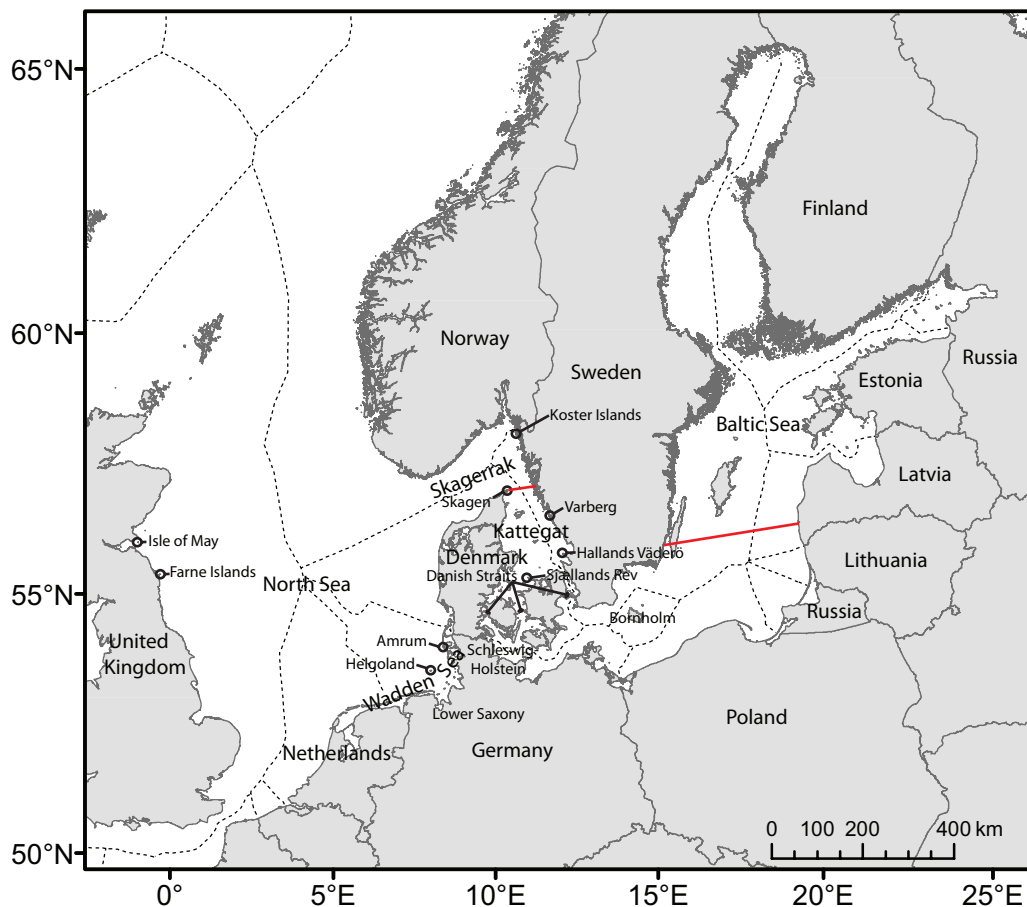 65°N
60°N
55°N
50°N
Finland
Norway
Sweden
Russia
Estonia
Koster Islands
Baltic Sea
Skagerrak
Latvia
Skagen
Varberg
Kattegat
Isle of May
Hallands Väderö
Denmark
Lithuania
Farne Islands
North Sea
Danish Straits
Sjællands Rev
Russia
Bornholm
United
Kingdom
Amrum
Schleswig-
Holstein
Helgoland
Wadden Sea
Lower Saxony
Poland
Netherlands
Germany
0 100 200 400 km
0 5°E 10°E 15°E 20°E 25°E